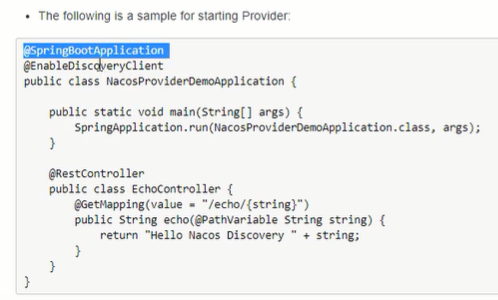 • The following is a sample for starting Provider:
@SpringBootApplication
@EnableDiscoveryClient
public class NacosProviderDemoApplication {
    public static void main(String[] args) {
        SpringApplication.run(NacosProviderDemoApplication.class, args);
    }
    @RestController
    public class EchoController {
        @GetMapping(value = "/echo/{string}")
        public String echo(@PathVariable String string) {
            return "Hello Nacos Discovery " + string;
        }
    }
}